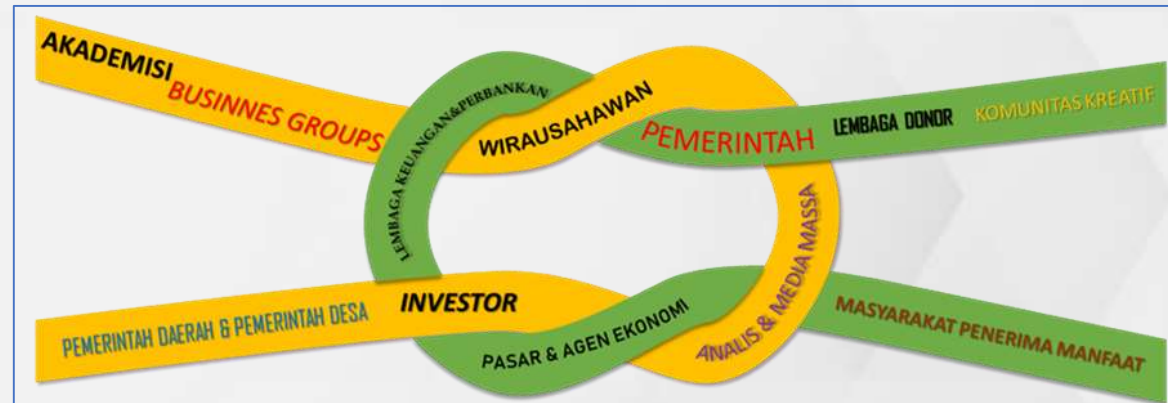 AKADEMISI
BUSINNES GROUPS
LEMBAGA KEUANGAN&PERBANKAN
WIRAUSAHAWAN
PEMERINTAH
LEMBAGA DONOR
KOMUNITAS KREATIF
PEMERINTAH DAERAH & PEMERINTAH DESA
INVESTOR
PASAR & AGEN EKONOMI
ANALIS & MEDIA MASSA
MASYARAKAT PENERIMA MANFAAT